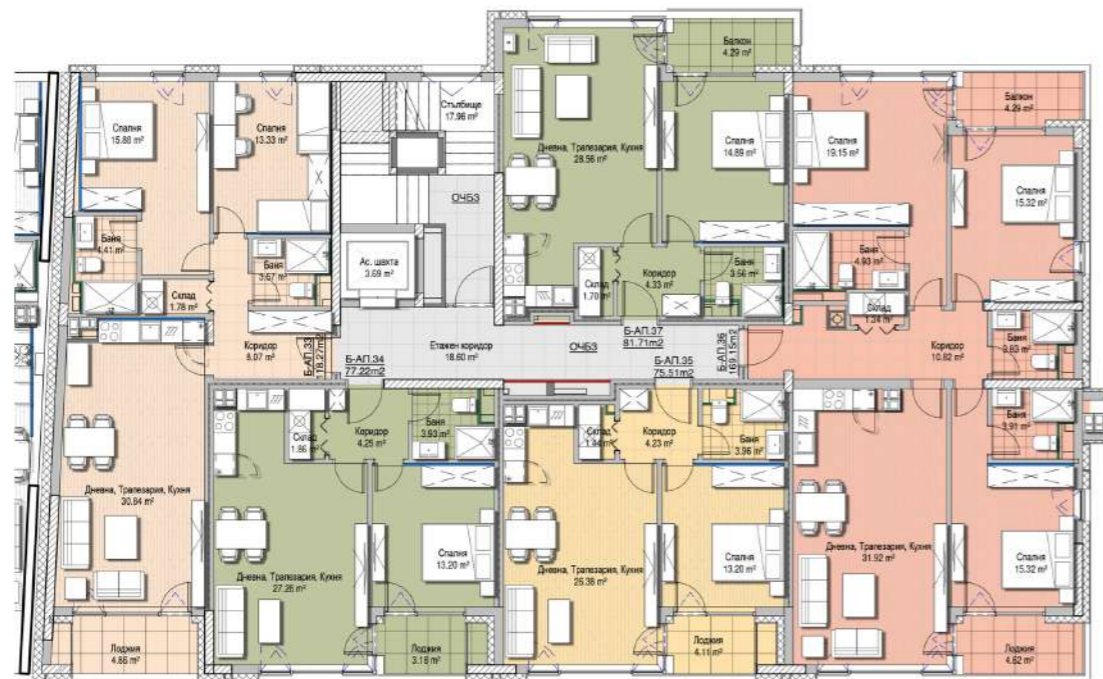 Балкон
4.29 m²
Стълбище
17.96 m²
Балкон
4.29 m²
Спалня
15.88 m²
Спалня
13.33 m²
Дневна, Трапезария, Кухня
28.56 m²
Спалня
14.89 m²
Спалня
19.15 m²
Спалня
15.32 m²
ОЧБ3
Баня
4.41 m²
Баня
3.57 m²
Ас. шахта
3.69 m²
Коридор
4.33 m²
Баня
3.56 m²
Баня
4.93 m²
Склад
1.78 m²
Склад
1.70 m²
Склад
1.24 m²
Коридор
8.07 m²
Б-АП.33
118.27m2
Б-АП.34
77.22m2
Етажен коридор
18.60 m²
ОЧБ3
Б-АП.37
81.71m2
Б-АП.35
75.51m2
Б-АП.36
169.15m2
Коридор
10.82 m²
Баня
3.83 m²
Склад
1.86 m²
Коридор
4.25 m²
Баня
3.93 m²
Склад
Коридор
4.23 m²
Баня
3.96 m²
Баня
3.91 m²
Дневна, Трапезария, Кухня
30.84 m²
Дневна, Трапезария, Кухня
27.26 m²
Спалня
13.20 m²
Дневна, Трапезария, Кухня
26.38 m²
Спалня
13.20 m²
Дневна, Трапезария, Кухня
31.92 m²
Спалня
15.32 m²
Лоджия
4.86 m²
Лоджия
3.18 m²
Лоджия
4.11 m²
Лоджия
4.62 m²